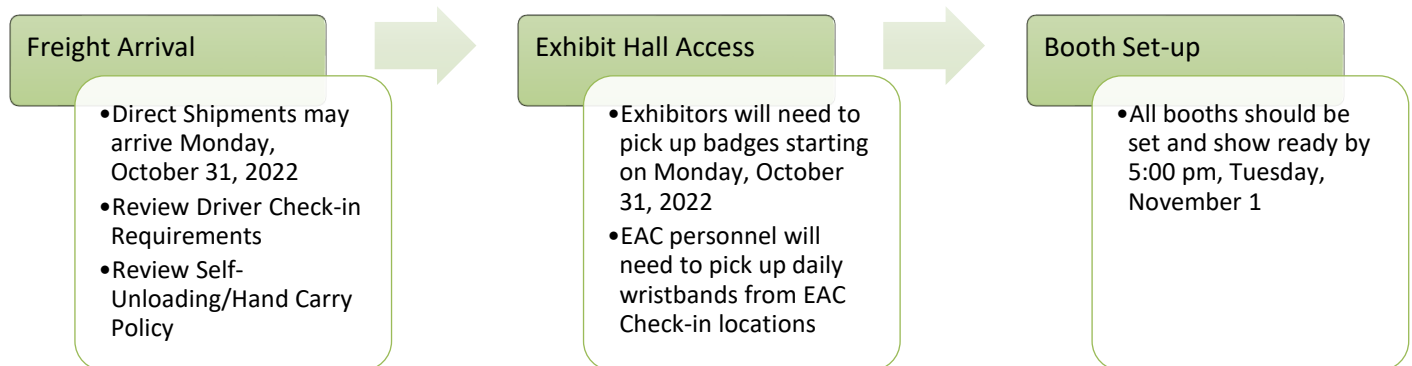 Freight Arrival
•Direct Shipments may
arrive Monday,
October 31, 2022
•Review Driver Check-in
Requirements
•Review Self-
Unloading/Hand Carry
Policy
Exhibit Hall Access
•Exhibitors will need to
pick up badges starting
on Monday, October
31, 2022
•EAC personnel will
need to pick up daily
wristbands from EAC
Check-in locations
Booth Set-up
•All booths should be
set and show ready by
5:00 pm, Tuesday,
November 1